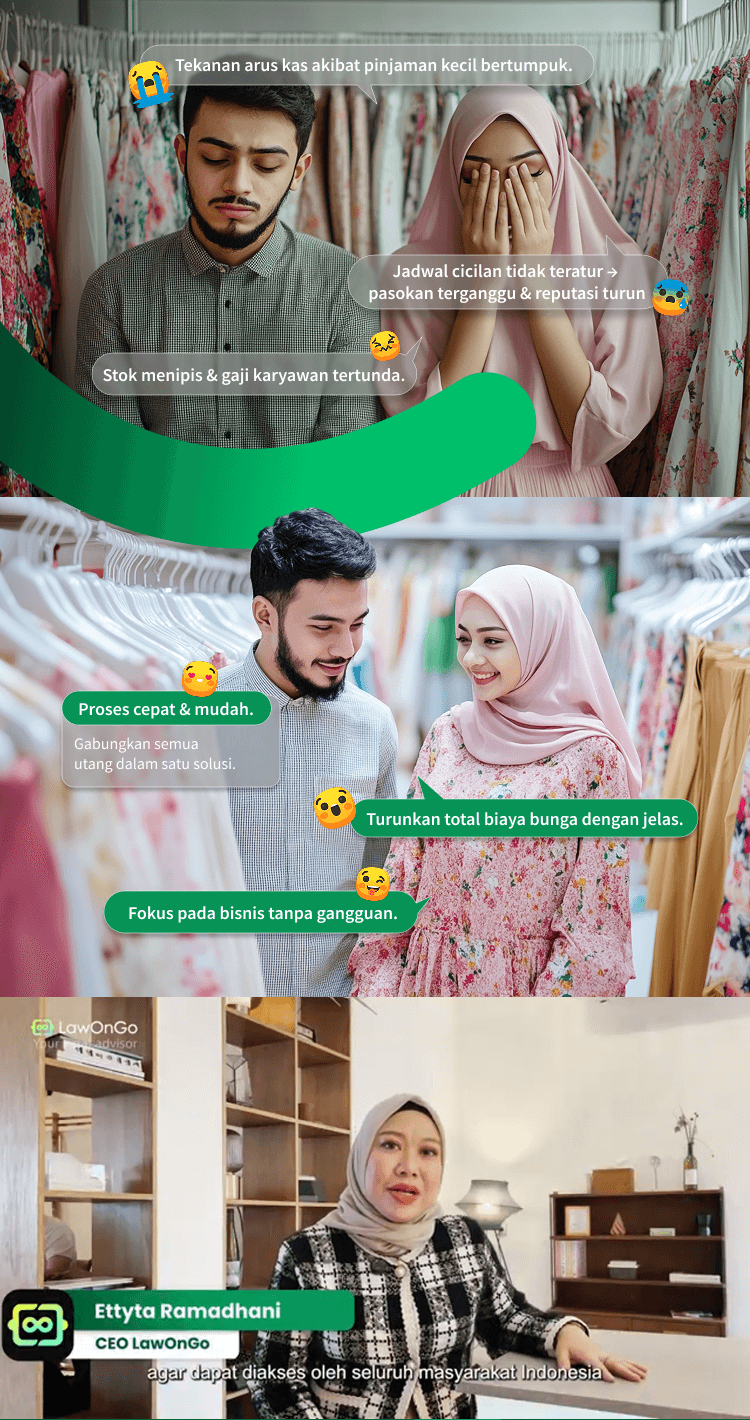 Tekanan arus kas akibat pinjaman kecil bertumpuk.
Jadwal cicilan tidak teratur →
pasokan terganggu & reputasi turun
Stok menipis & gaji karyawan tertunda.
Proses cepat & mudah.
Gabungkan semua
utang dalam satu solusi.
Turunkan total biaya bunga dengan jelas.
Fokus pada bisnis tanpa gangguan.
LawOnGo
Your legal advisor
Ettyta Ramadhani
CEO LawOnGo
agar dapat diakses oleh seluruh masyarakat Indonesia